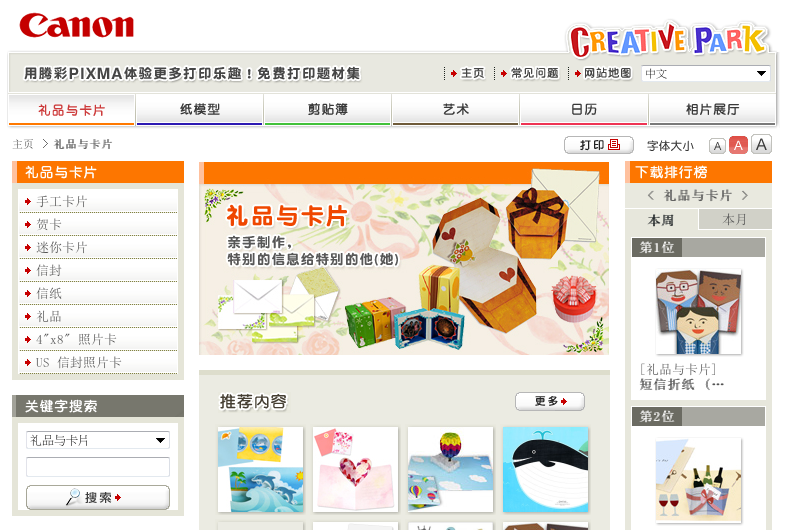 Canon
CREATIVE PARK
用腾彩PIXMA体验更多打印乐趣！免费打印题材集
主页
常见问题
网站地图
中文
礼品与卡片
纸模型
剪贴簿
艺术
日历
相片展厅
主页 > 礼品与卡片
打印
字体大小
A A A
礼品与卡片
手工卡片
贺卡
迷你卡片
信封
信纸
礼品
4"x8" 照片卡
US 信封照片卡
关键字搜索
礼品与卡片
搜索
礼品与卡片
亲手制作，
特别的信息给特别的他(她)
推荐内容
更多
下载排行榜
< 礼品与卡片 >
本周
本月
第1位
[礼品与卡片]
短信折纸 （…
第2位